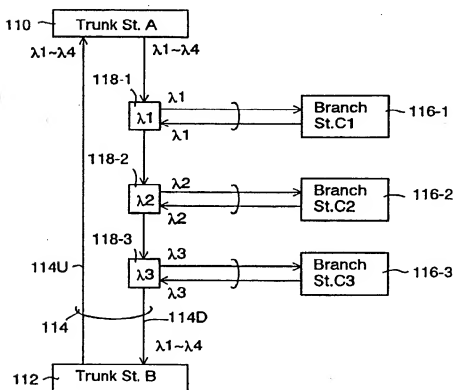 110
Trunk St. A
λ1~λ4
λ1~λ4
118-1
λ1
λ1
λ1
Branch
St.C1
116-1
118-2
λ2
λ2
λ2
Branch
St.C2
116-2
118-3
λ3
λ3
λ3
Branch
St.C3
116-3
114U
114
114D
λ1~λ4
112
Trunk St. B